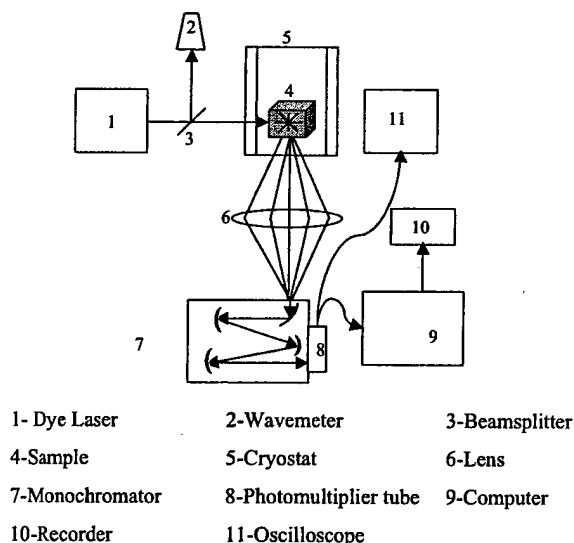 2
5
4
1
3
11
6
10
7
8
9
1- Dye Laser 2-Wavemeter 3-Beamsplitter
4-Sample 5-Cryostat 6-Lens
7-Monochromator 8-Photomultiplier tube 9-Computer
10-Recorder 11-Oscilloscope